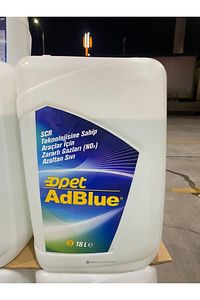 SCR
Teknolojisine Sahip
Araçlar İçin
Zararlı Gazları (NOₓ)
Azaltan Sıvı
Opet
AdBlue®
18 L e